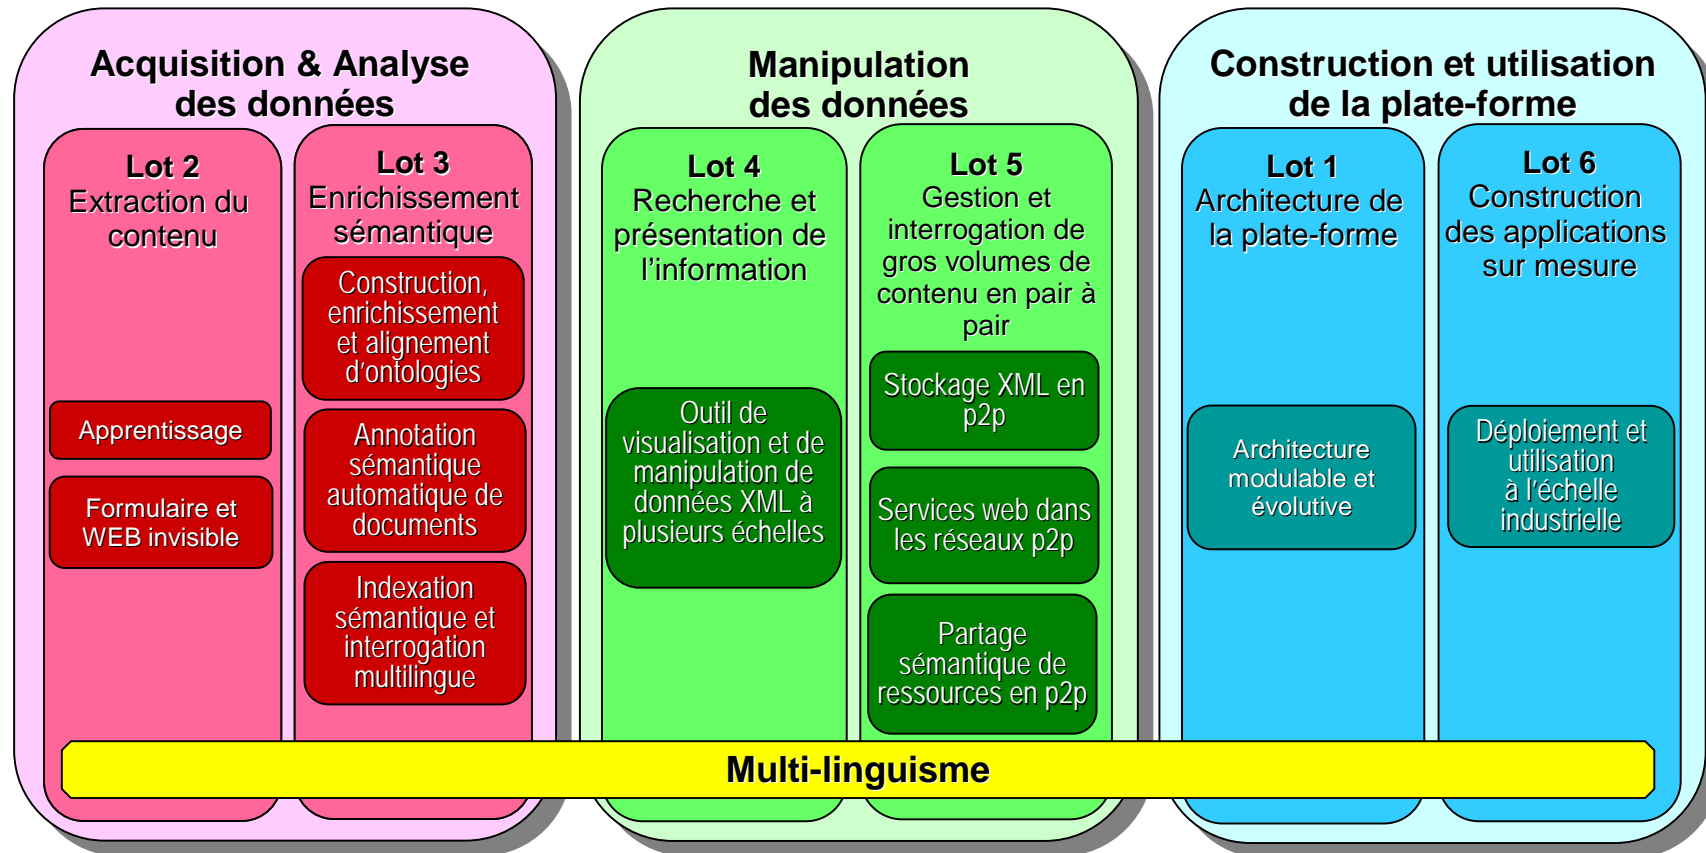 Acquisition & Analyse
des données
Lot 2
Extraction du
contenu
Apprentissage
Formulaire et
WEB invisible
Lot 3
Enrichissement
sémantique
Construction,
enrichissement
et alignement
d'ontologies
Annotation
sémantique
automatique de
documents
Indexation
sémantique et
interrogation
multilingue
Manipulation
des données
Lot 4
Recherche et
présentation de
l'information
Outil de
visualisation et de
manipulation de
données XML à
plusieurs échelles
Lot 5
Gestion et
interrogation de
gros volumes de
contenu en pair à
pair
Stockage XML en
p2p
Services web dans
les réseaux p2p
Partage
sémantique de
ressources en p2p
Construction et utilisation
de la plate-forme
Lot 1
Architecture de
la plate-forme
Architecture
modulable et
évolutive
Lot 6
Construction
des applications
sur mesure
Déploiement et
utilisation
à l'échelle
industrielle
Multi-linguisme